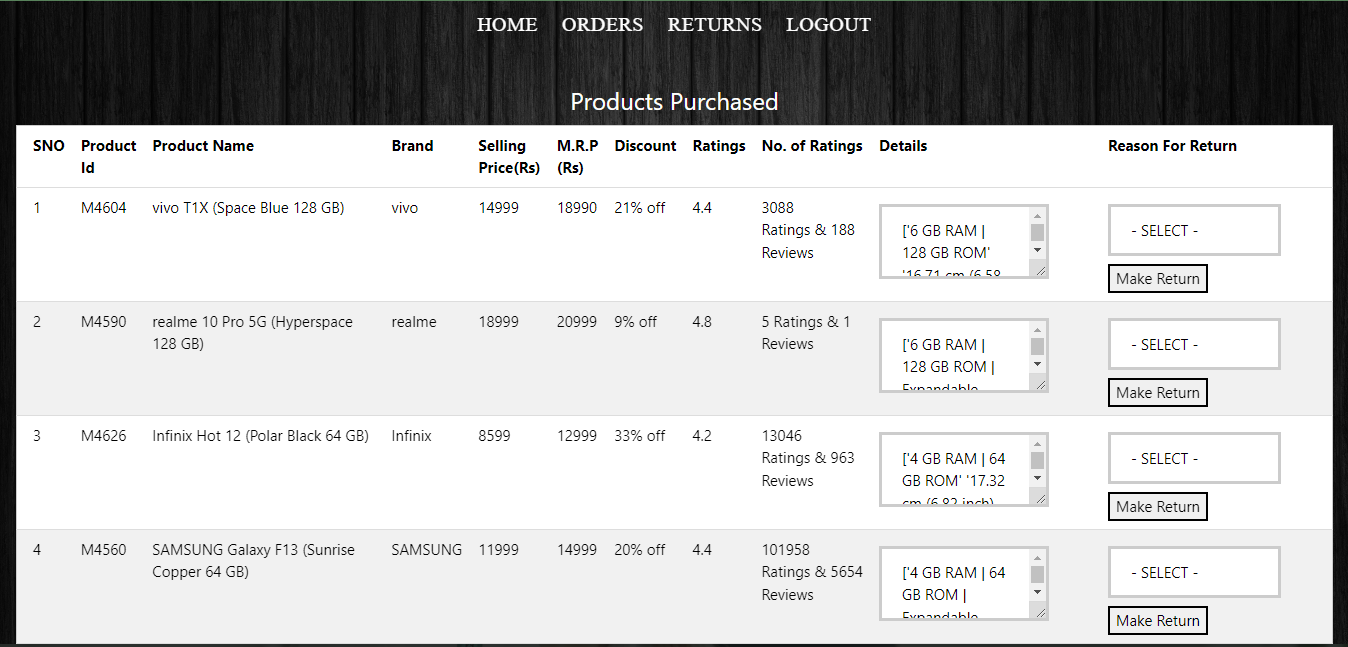 HOME ORDERS RETURNS LOGOUT
Products Purchased
SNO Product Id Product Name Brand Selling Price(Rs) M.R.P (Rs) Discount Ratings No. of Ratings Details Reason For Return
1 M4604 vivo T1X (Space Blue 128 GB) vivo 14999 18990 21% off 4.4 3088
Ratings & 188
Reviews
['6 GB RAM |
128 GB ROM'
'16.71 cm (6.58
- SELECT -
Make Return
2 M4590 realme 10 Pro 5G (Hyperspace
128 GB) realme 18999 20999 9% off 4.8 5 Ratings & 1
Reviews
['6 GB RAM |
128 GB ROM |
Expandable
- SELECT -
Make Return
3 M4626 Infinix Hot 12 (Polar Black 64 GB) Infinix 8599 12999 33% off 4.2 13046
Ratings & 963
Reviews
['4 GB RAM | 64
GB ROM' '17.32
cm (6.82 inch)
- SELECT -
Make Return
4 M4560 SAMSUNG Galaxy F13 (Sunrise
Copper 64 GB) SAMSUNG 11999 14999 20% off 4.4 101958
Ratings & 5654
Reviews
['4 GB RAM | 64
GB ROM |
Expandable
- SELECT -
Make Return